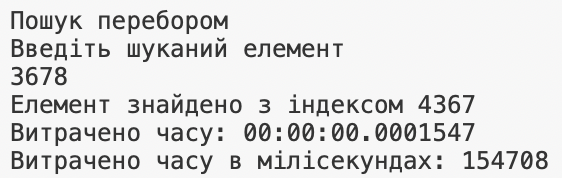 Пошук перебором
Введіть шуканий елемент
3678
Елемент знайдено з індексом 4367
Витрачено часу: 00:00:00.0001547
Витрачено часу в мілісекундах: 154708